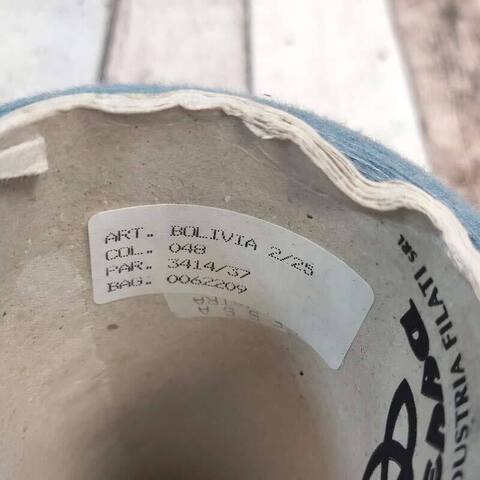 ART. BOLIVIA 2/25
COL. 048
PAR. 3414/37
BAG. 0062209
INDUSTRIA FILATI SRL